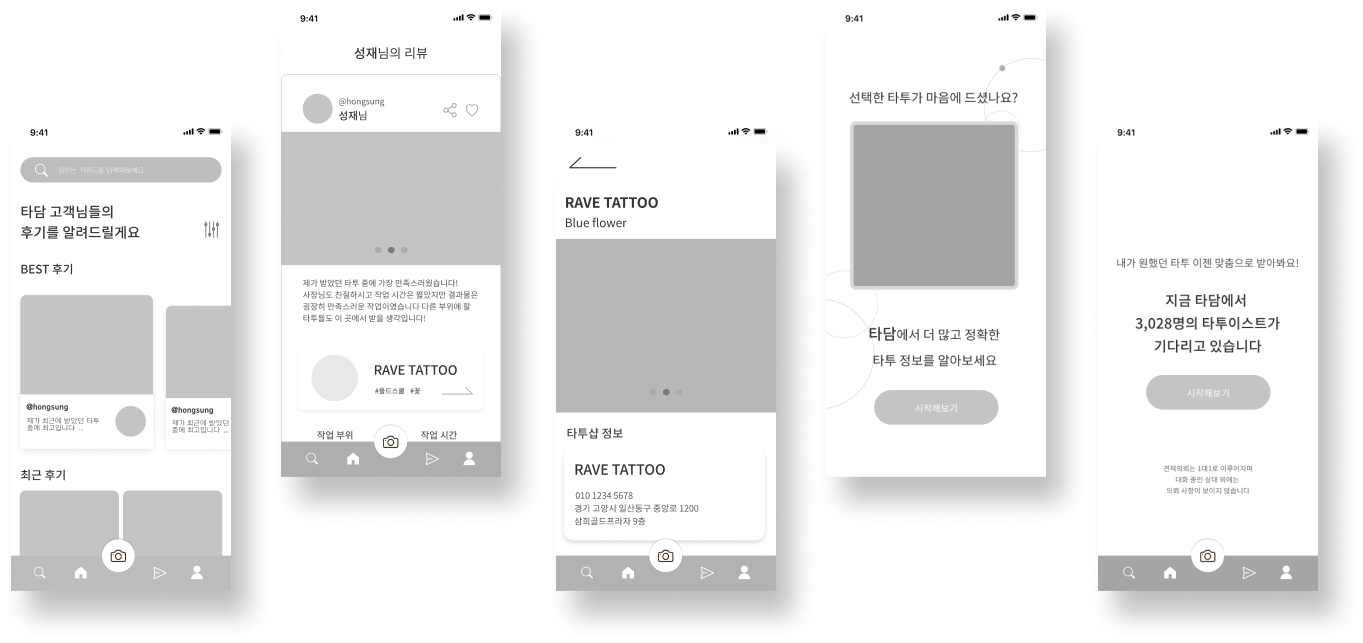 9:41
원하는 키워드를 입력해보세요
타담 고객님들의
후기를 알려드릴게요
BEST 후기
@hongsung
제가 최근에 받았던 타투
중에 최고입니다 ...
@hongsung
제가 최근에 받았던
중에 최고입니다 ...
최근 후기
9:41
성재님의 리뷰
@hongsung
성재님
제가 받았던 타투 중에 가장 만족스러웠습니다!
사장님도 친절하시고 작업 시간은 짧았지만 결과물은
굉장히 만족스러운 작업이였습니다 다른 부위에 할
타투들도 이 곳에서 받을 생각입니다!
RAVE TATTOO
#올드스쿨 #꽃
작업 부위 작업 시간
9:41
RAVE TATTOO
Blue flower
타투샵 정보
RAVE TATTOO
010 1234 5678
경기 고양시 일산동구 중앙로 1200
삼희골드프라자 9층
9:41
선택한 타투가 마음에 드셨나요?
타담에서 더 많고 정확한
타투 정보를 알아보세요
시작해보기
9:41
내가 원했던 타투 이젠 맞춤으로 받아봐요!
지금 타담에서
3,028명의 타투이스트가
기다리고 있습니다
시작해보기
견적의뢰는 1대1로 이루어지며
대화 중인 상대 외에는
의뢰 사항이 보이지 않습니다